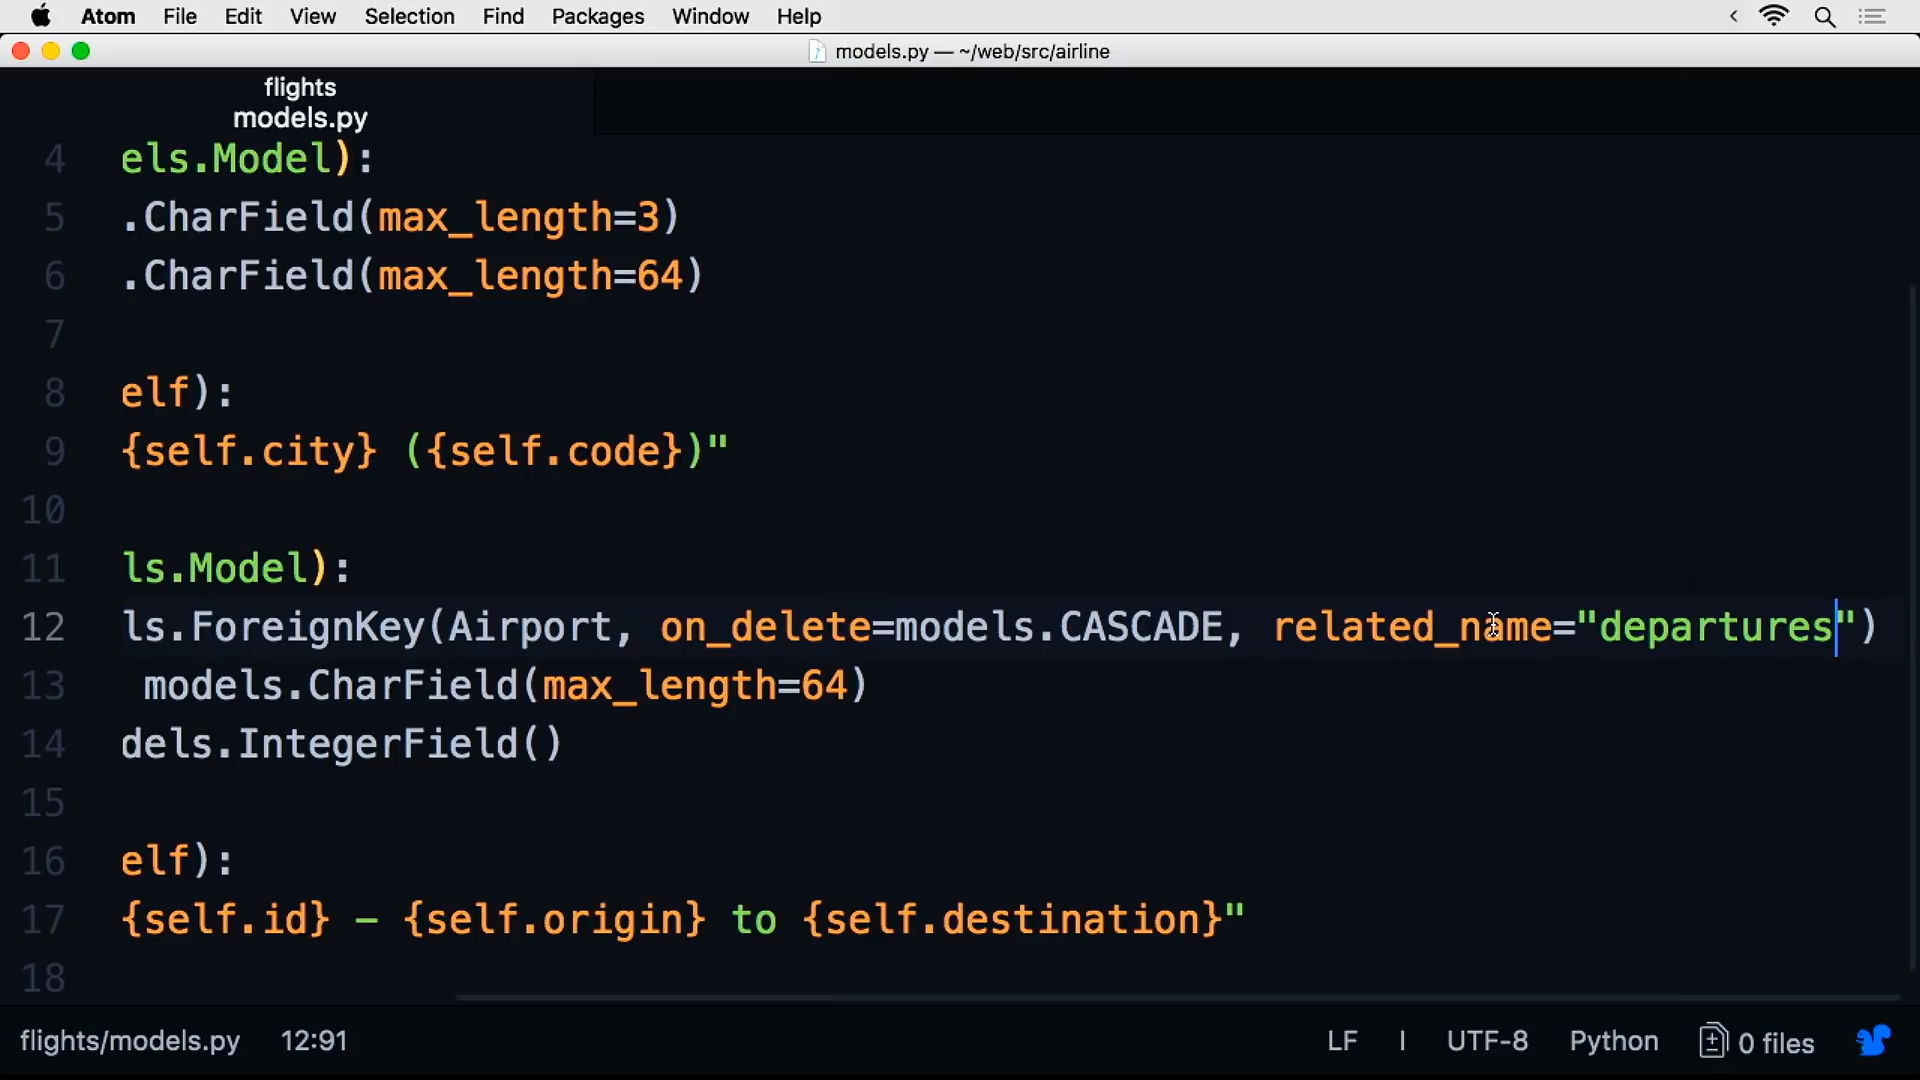 Atom File Edit View Selection Find Packages Window Help
models.py — ~/web/src/airline
flights
models.py
4 els.Model):
5 .CharField(max_length=3)
6 .CharField(max_length=64)
7
8 elf):
9 {self.city} ({self.code})"
10
11 ls.Model):
12 ls.ForeignKey(Airport, on_delete=models.CASCADE, related_name="departures")
13 models.CharField(max_length=64)
14 dels.IntegerField()
15
16 elf):
17 {self.id} – {self.origin} to {self.destination}"
18
flights/models.py 12:91 LF UTF-8 Python 0 files